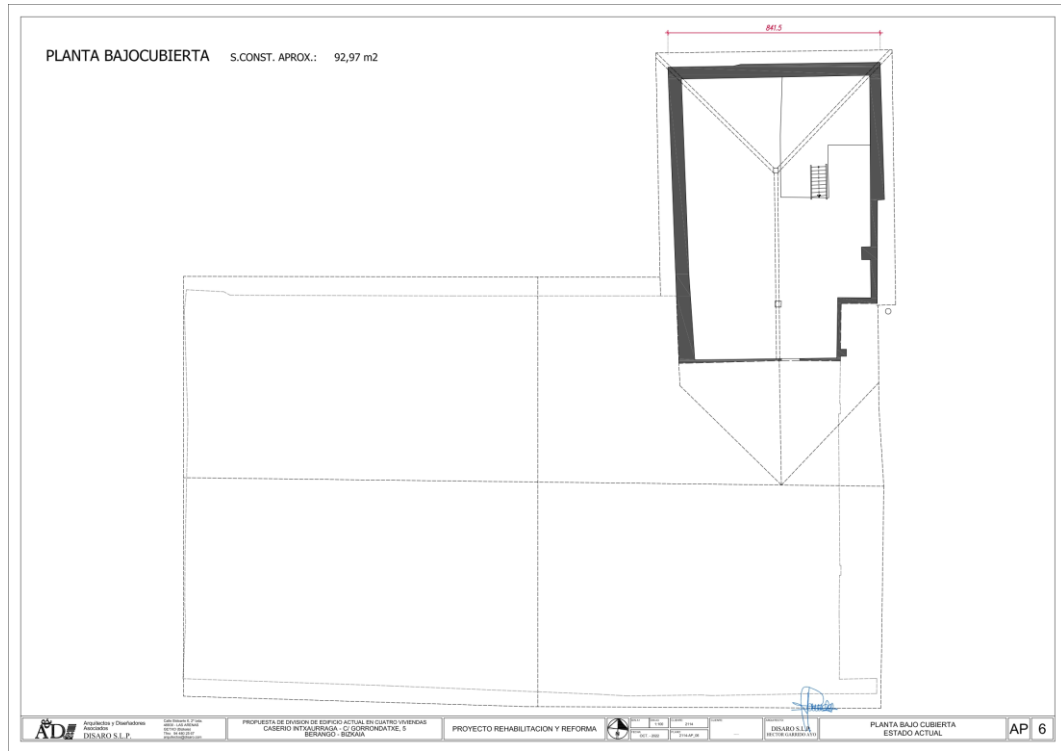 841.5
PLANTA BAJOCUBIERTA S.CONST. APROX.: 92,97 m2
AD
Arquitectos y Diseñadores
Asociados
DISARO S.L.P.
PROPUESTA DE DIVISION DE EDIFICIO ACTUAL EN CUATRO VIVIENDAS
CASERIO INTXAURRAGA - C/ GORRONDATXE, 5
BERANGO - BIZKAIA
PROYECTO REHABILITACION Y REFORMA
DISARO S.L.P.
PLANTA BAJO CUBIERTA
ESTADO ACTUAL
AP 6